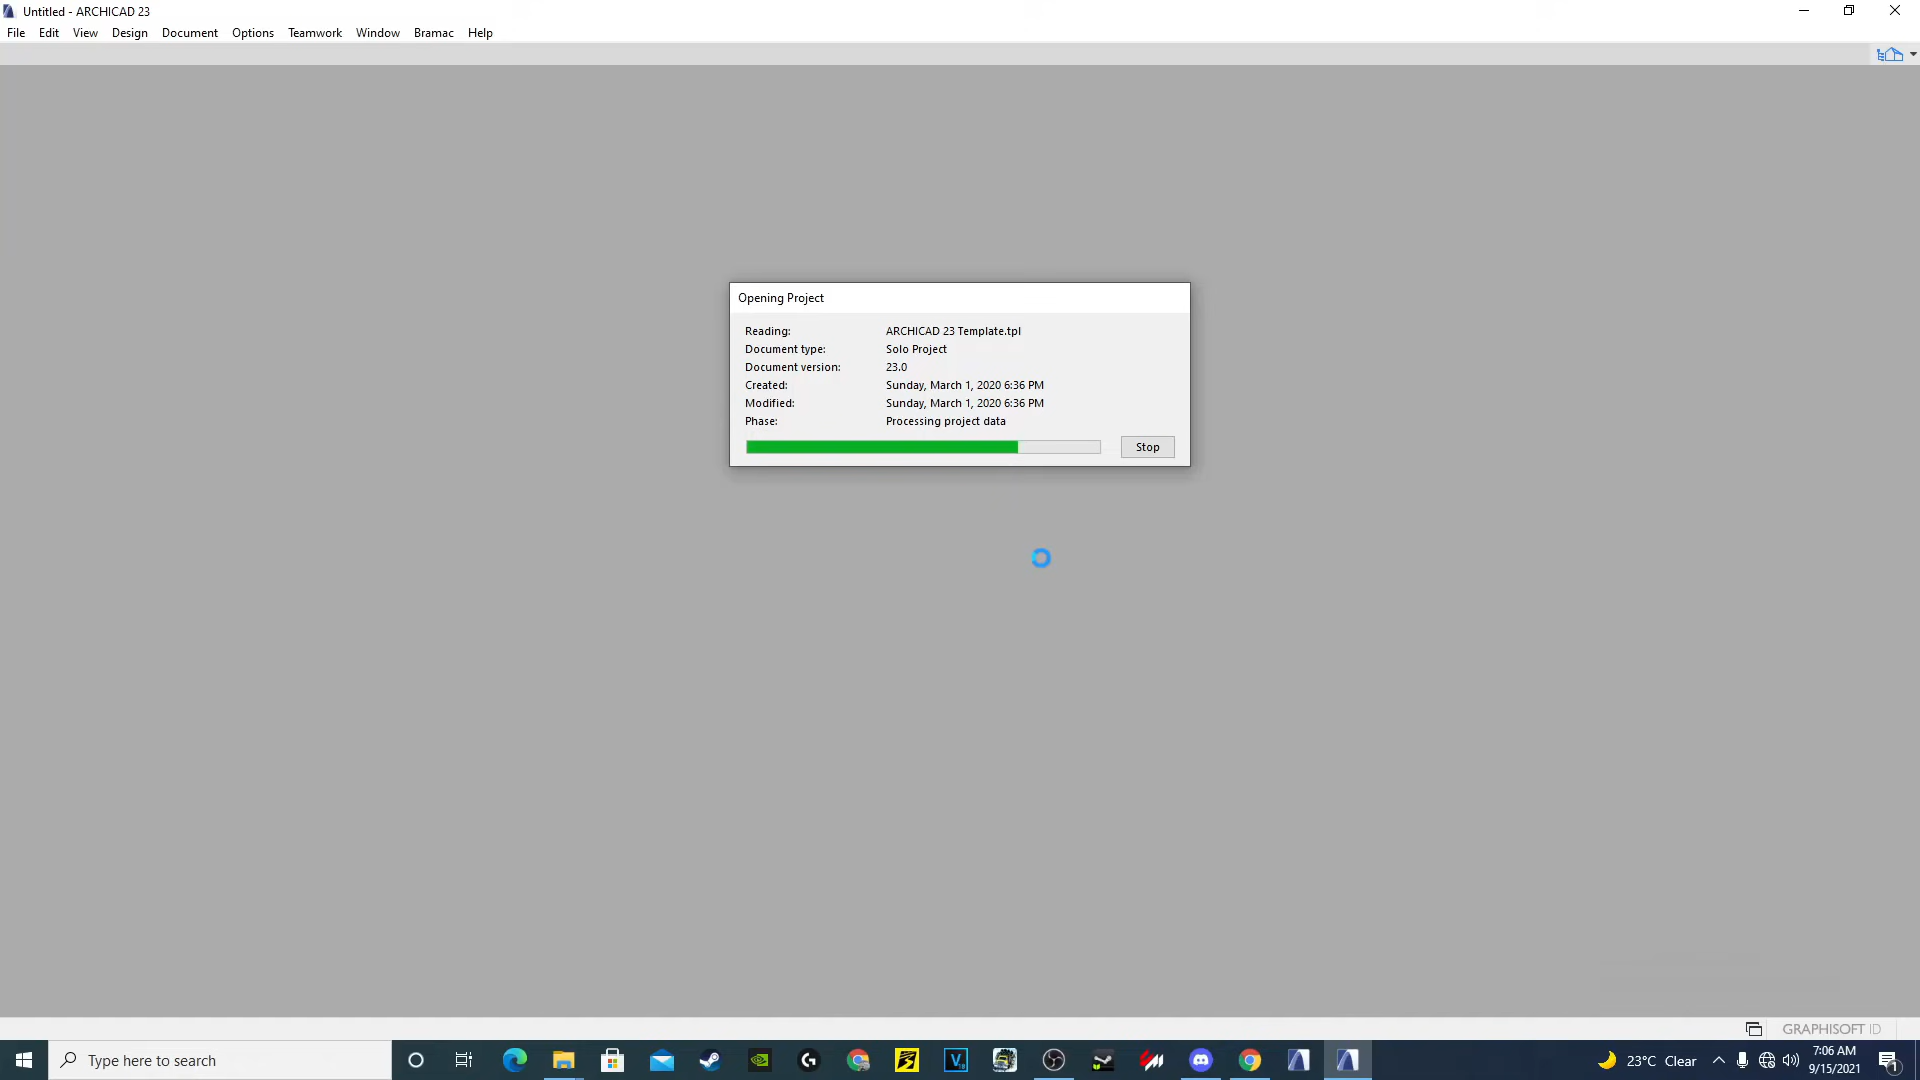 Untitled - ARCHICAD 23
File Edit View Design Document Options Teamwork Window Bramac Help
Opening Project
Reading: ARCHICAD 23 Template.tpl
Document type: Solo Project
Document version: 23.0
Created: Sunday, March 1, 2020 6:36 PM
Modified: Sunday, March 1, 2020 6:36 PM
Phase: Processing project data
Stop
GRAPHISOFT ID
Type here to search
23°C Clear
7:06 AM
9/15/2021
1